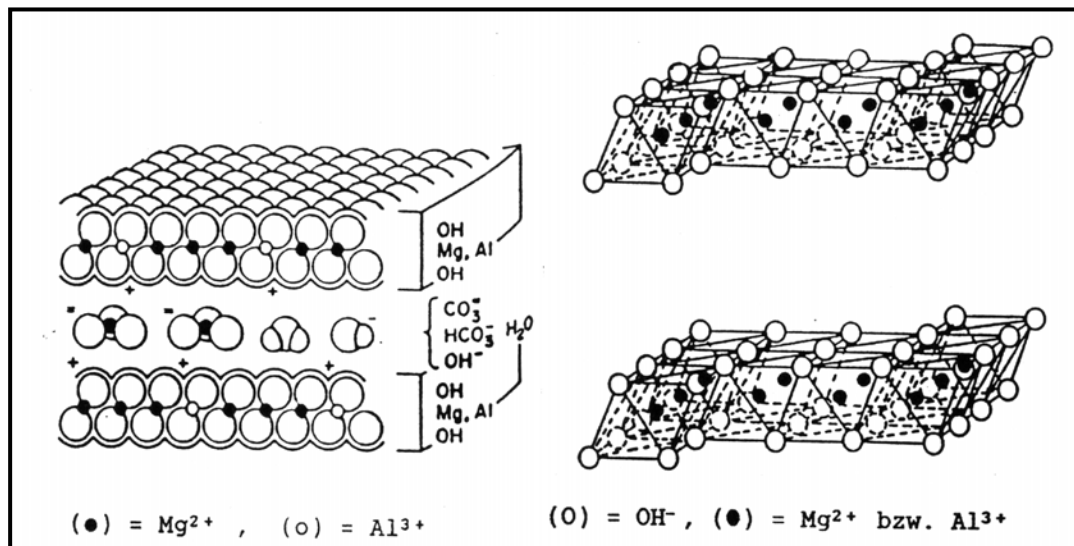 OH
Mg, Al
OH
=
=
-
+
+
CO₃⁼
HCO₃⁻ H₂O
OH⁻
+
+
+
OH
Mg, Al
OH
(●) = Mg²⁺ , (○) = Al³⁺
(O) = OH⁻, (●) = Mg²⁺ bzw. Al³⁺